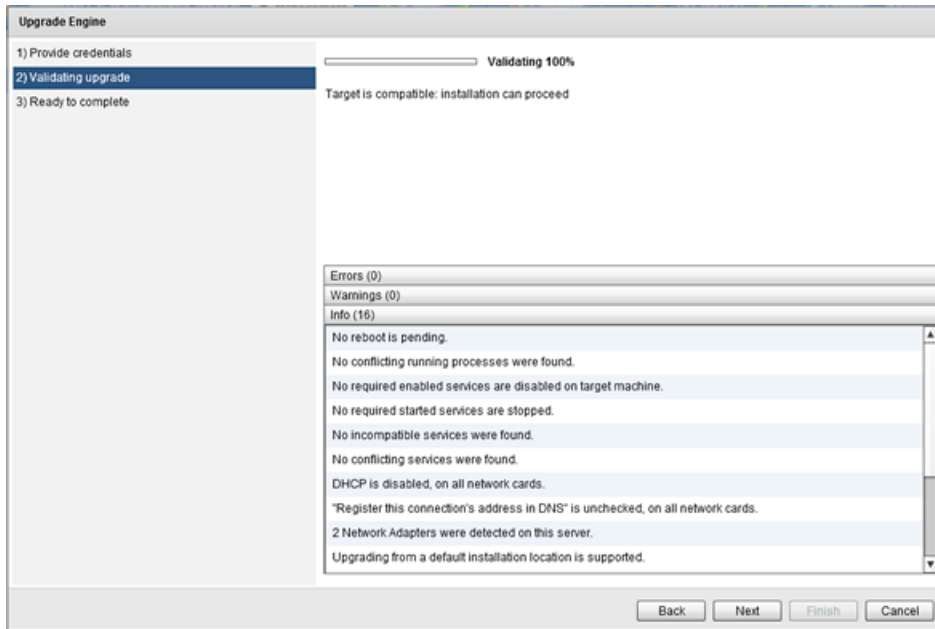 Upgrade Engine
1) Provide credentials
2) Validating upgrade
3) Ready to complete
Validating 100%
Target is compatible: installation can proceed
Errors (0)
Warnings (0)
Info (16)
No reboot is pending.
No conflicting running processes were found.
No required enabled services are disabled on target machine.
No required started services are stopped.
No incompatible services were found.
No conflicting services were found.
DHCP is disabled, on all network cards.
"Register this connection's address in DNS" is unchecked, on all network cards.
2 Network Adapters were detected on this server.
Upgrading from a default installation location is supported.
Back Next Finish Cancel